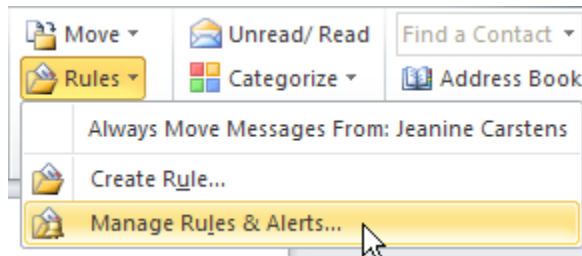 Move
Unread/ Read
Find a Contact
Rules
Categorize
Address Book
Always Move Messages From: Jeanine Carstens
Create Rule...
Manage Rules & Alerts...